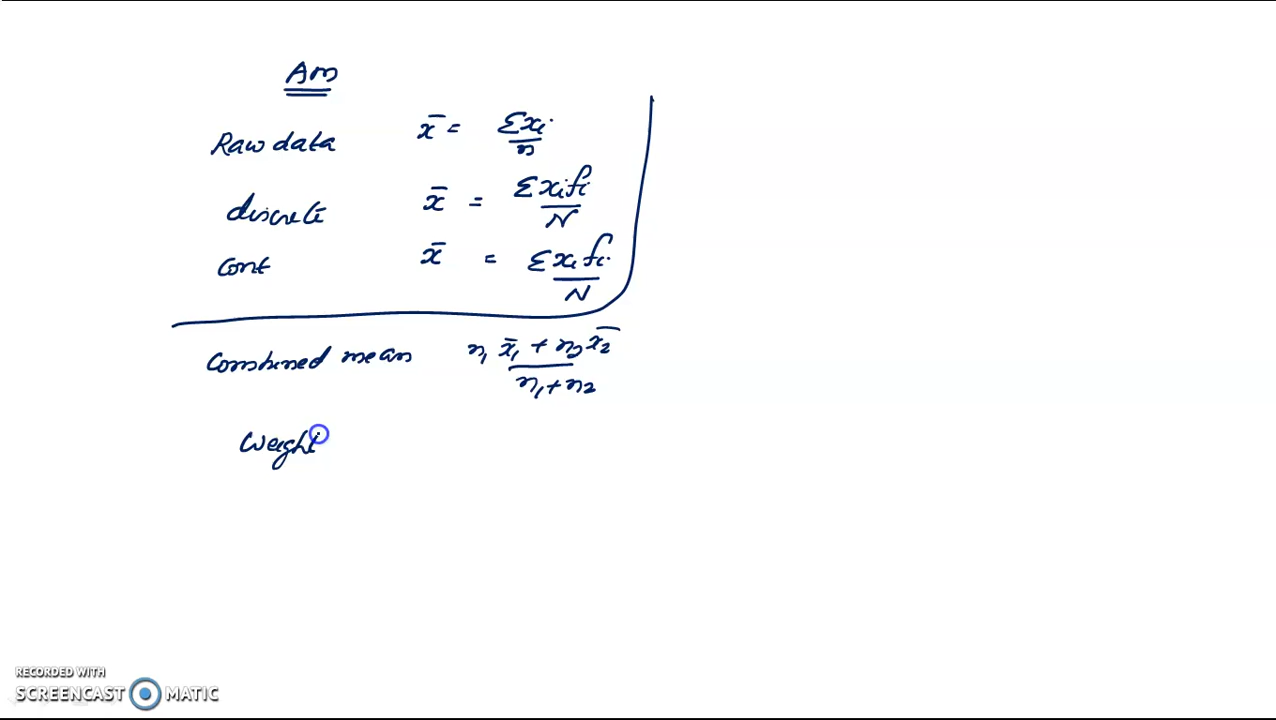 AM
Raw data x̄ = Σxi/n
discrete x̄ = Σxifi/N
Cont x̄ = Σxifi/N
Combined mean n₁x̄₁ + n₂x̄₂/n₁+n₂
Weight
RECORDED WITH
SCREENCAST MATIC